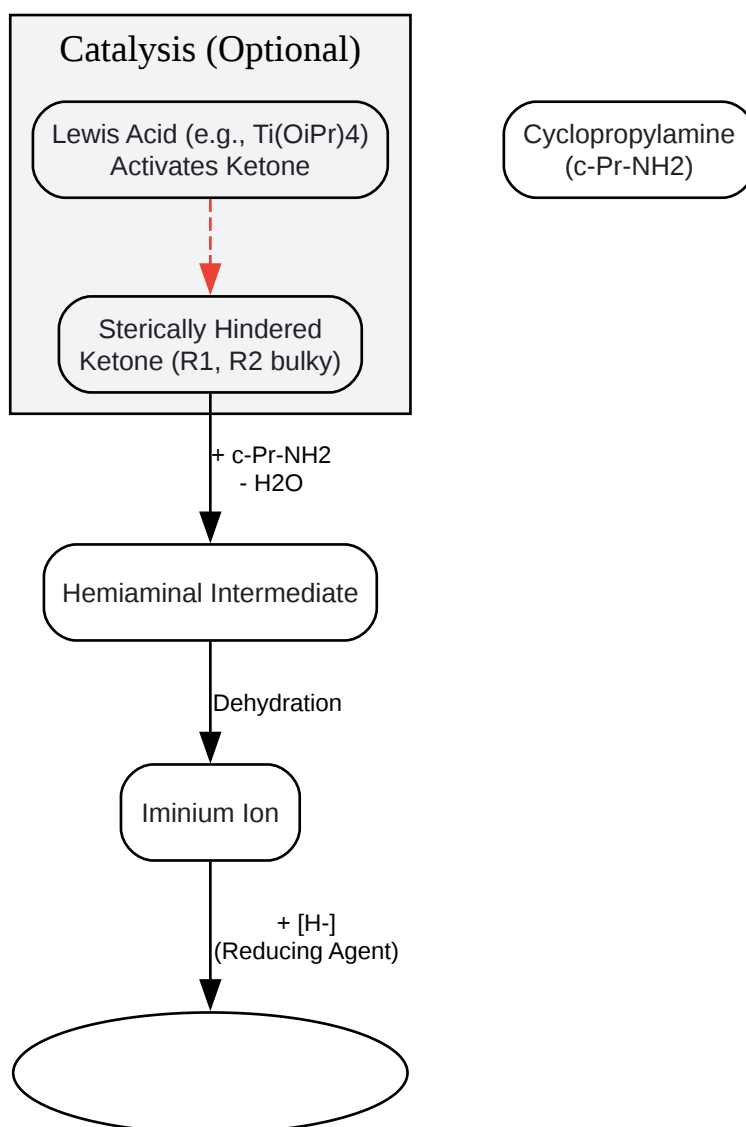 Catalysis (Optional)
Lewis Acid (e.g., Ti(OiPr)4)
Activates Ketone
Cyclopropylamine
(c-Pr-NH2)
Sterically Hindered
Ketone (R1, R2 bulky)
+ c-Pr-NH2
- H2O
Hemiaminal Intermediate
Dehydration
Iminium Ion
+ [H-]
(Reducing Agent)